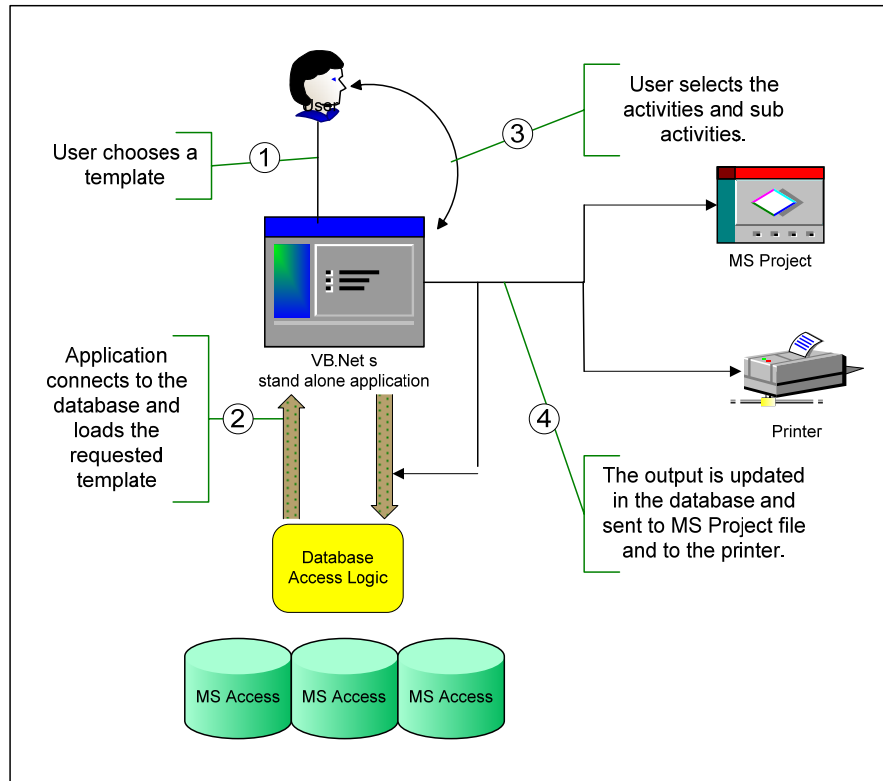 User
User chooses a
template
1
3
User selects the
activities and sub
activities.
MS Project
VB.Net s
stand alone application
Application
connects to the
database and
loads the
requested
template
2
4
Printer
The output is updated
in the database and
sent to MS Project file
and to the printer.
Database
Access Logic
MS Access
MS Access
MS Access